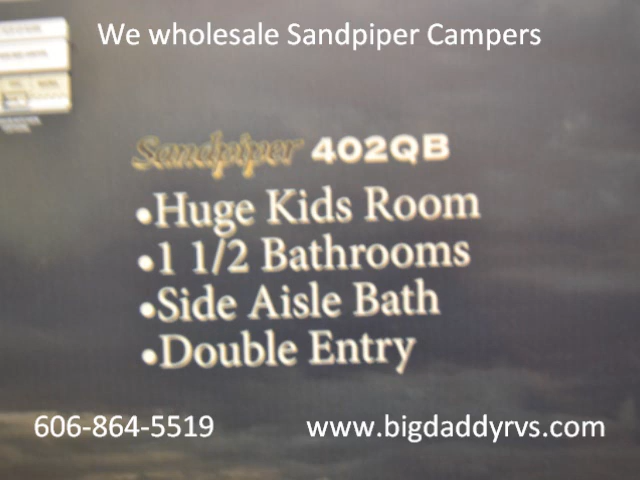 We wholesale Sandpiper Campers
Sandpiper 402QB
•Huge Kids Room
•1 1/2 Bathrooms
•Side Aisle Bath
•Double Entry
606-864-5519 www.bigdaddyrvs.com